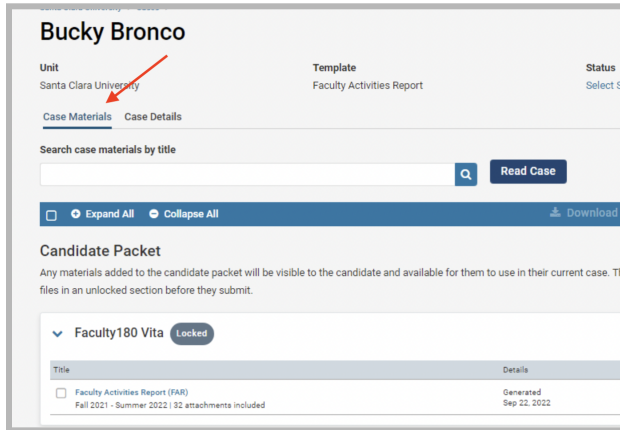 Bucky Bronco
Unit
Template
Status
Santa Clara University
Faculty Activities Report
Select S
Case Materials Case Details
Search case materials by title
Read Case
Expand All Collapse All
Download
Candidate Packet
Any materials added to the candidate packet will be visible to the candidate and available for them to use in their current case. Th
files in an unlocked section before they submit.
Faculty180 Vita Locked
Title
Details
Faculty Activities Report (FAR)
Generated
Fall 2021 - Summer 2022 | 32 attachments included
Sep 22, 2022